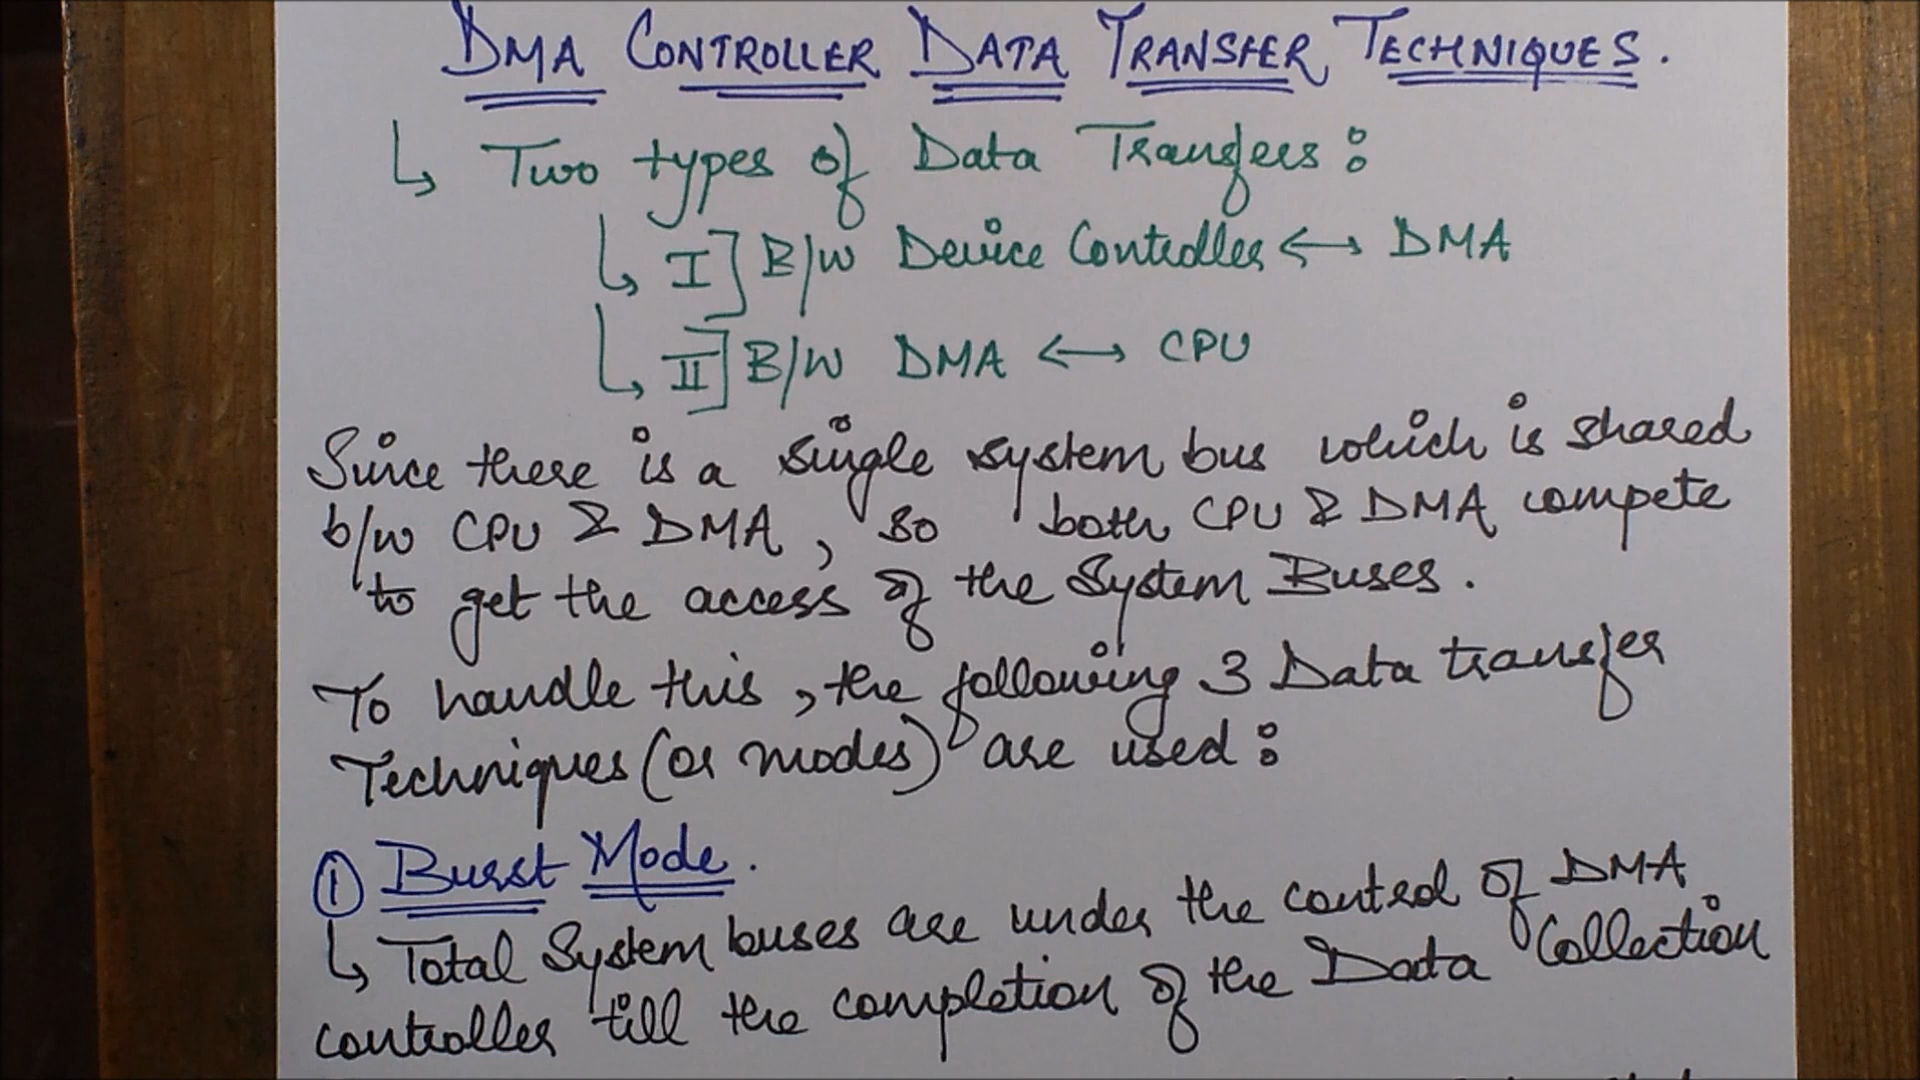 DMA CONTROLLER DATA TRANSFER TECHNIQUES.
↳ Two types of Data Transfers:
↳ I] B/W Device Controller ↔ DMA
↳ II] B/W DMA ↔ CPU
Since there is a single system bus which is shared
b/w CPU & DMA, so both CPU & DMA compete
to get the access of the System Buses.
To handle this, the following 3 Data transfer
Techniques (or modes) are used:
① Burst Mode.
↳ Total System buses are under the control of DMA
controller till the completion of the Data Collection